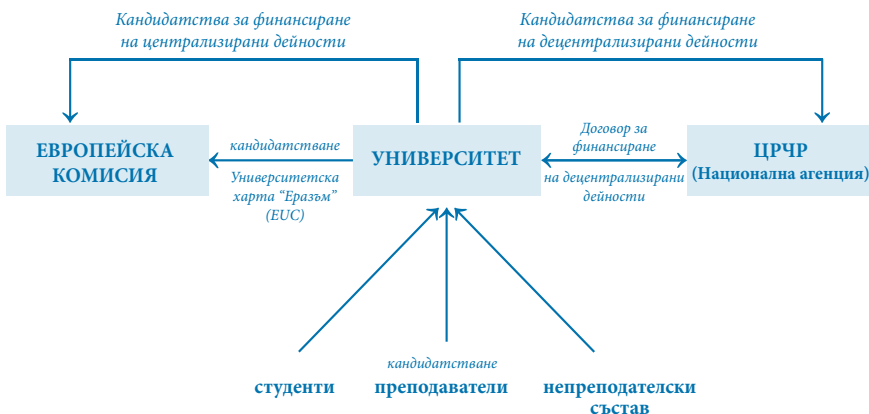 Кандидатства за финансиране
на централизирани дейности
Кандидатства за финансиране
на децентрализирани дейности
ЕВРОПЕЙСКА
КОМИСИЯ
кандидатстване
Университетска
харта “Еразъм”
(EUC)
УНИВЕРСИТЕТ
Договор за
финансиране
на децентрализирани
дейности
ЦРЧР
(Национална агенция)
кандидатстване
студенти
преподаватели
непреподателски
състав